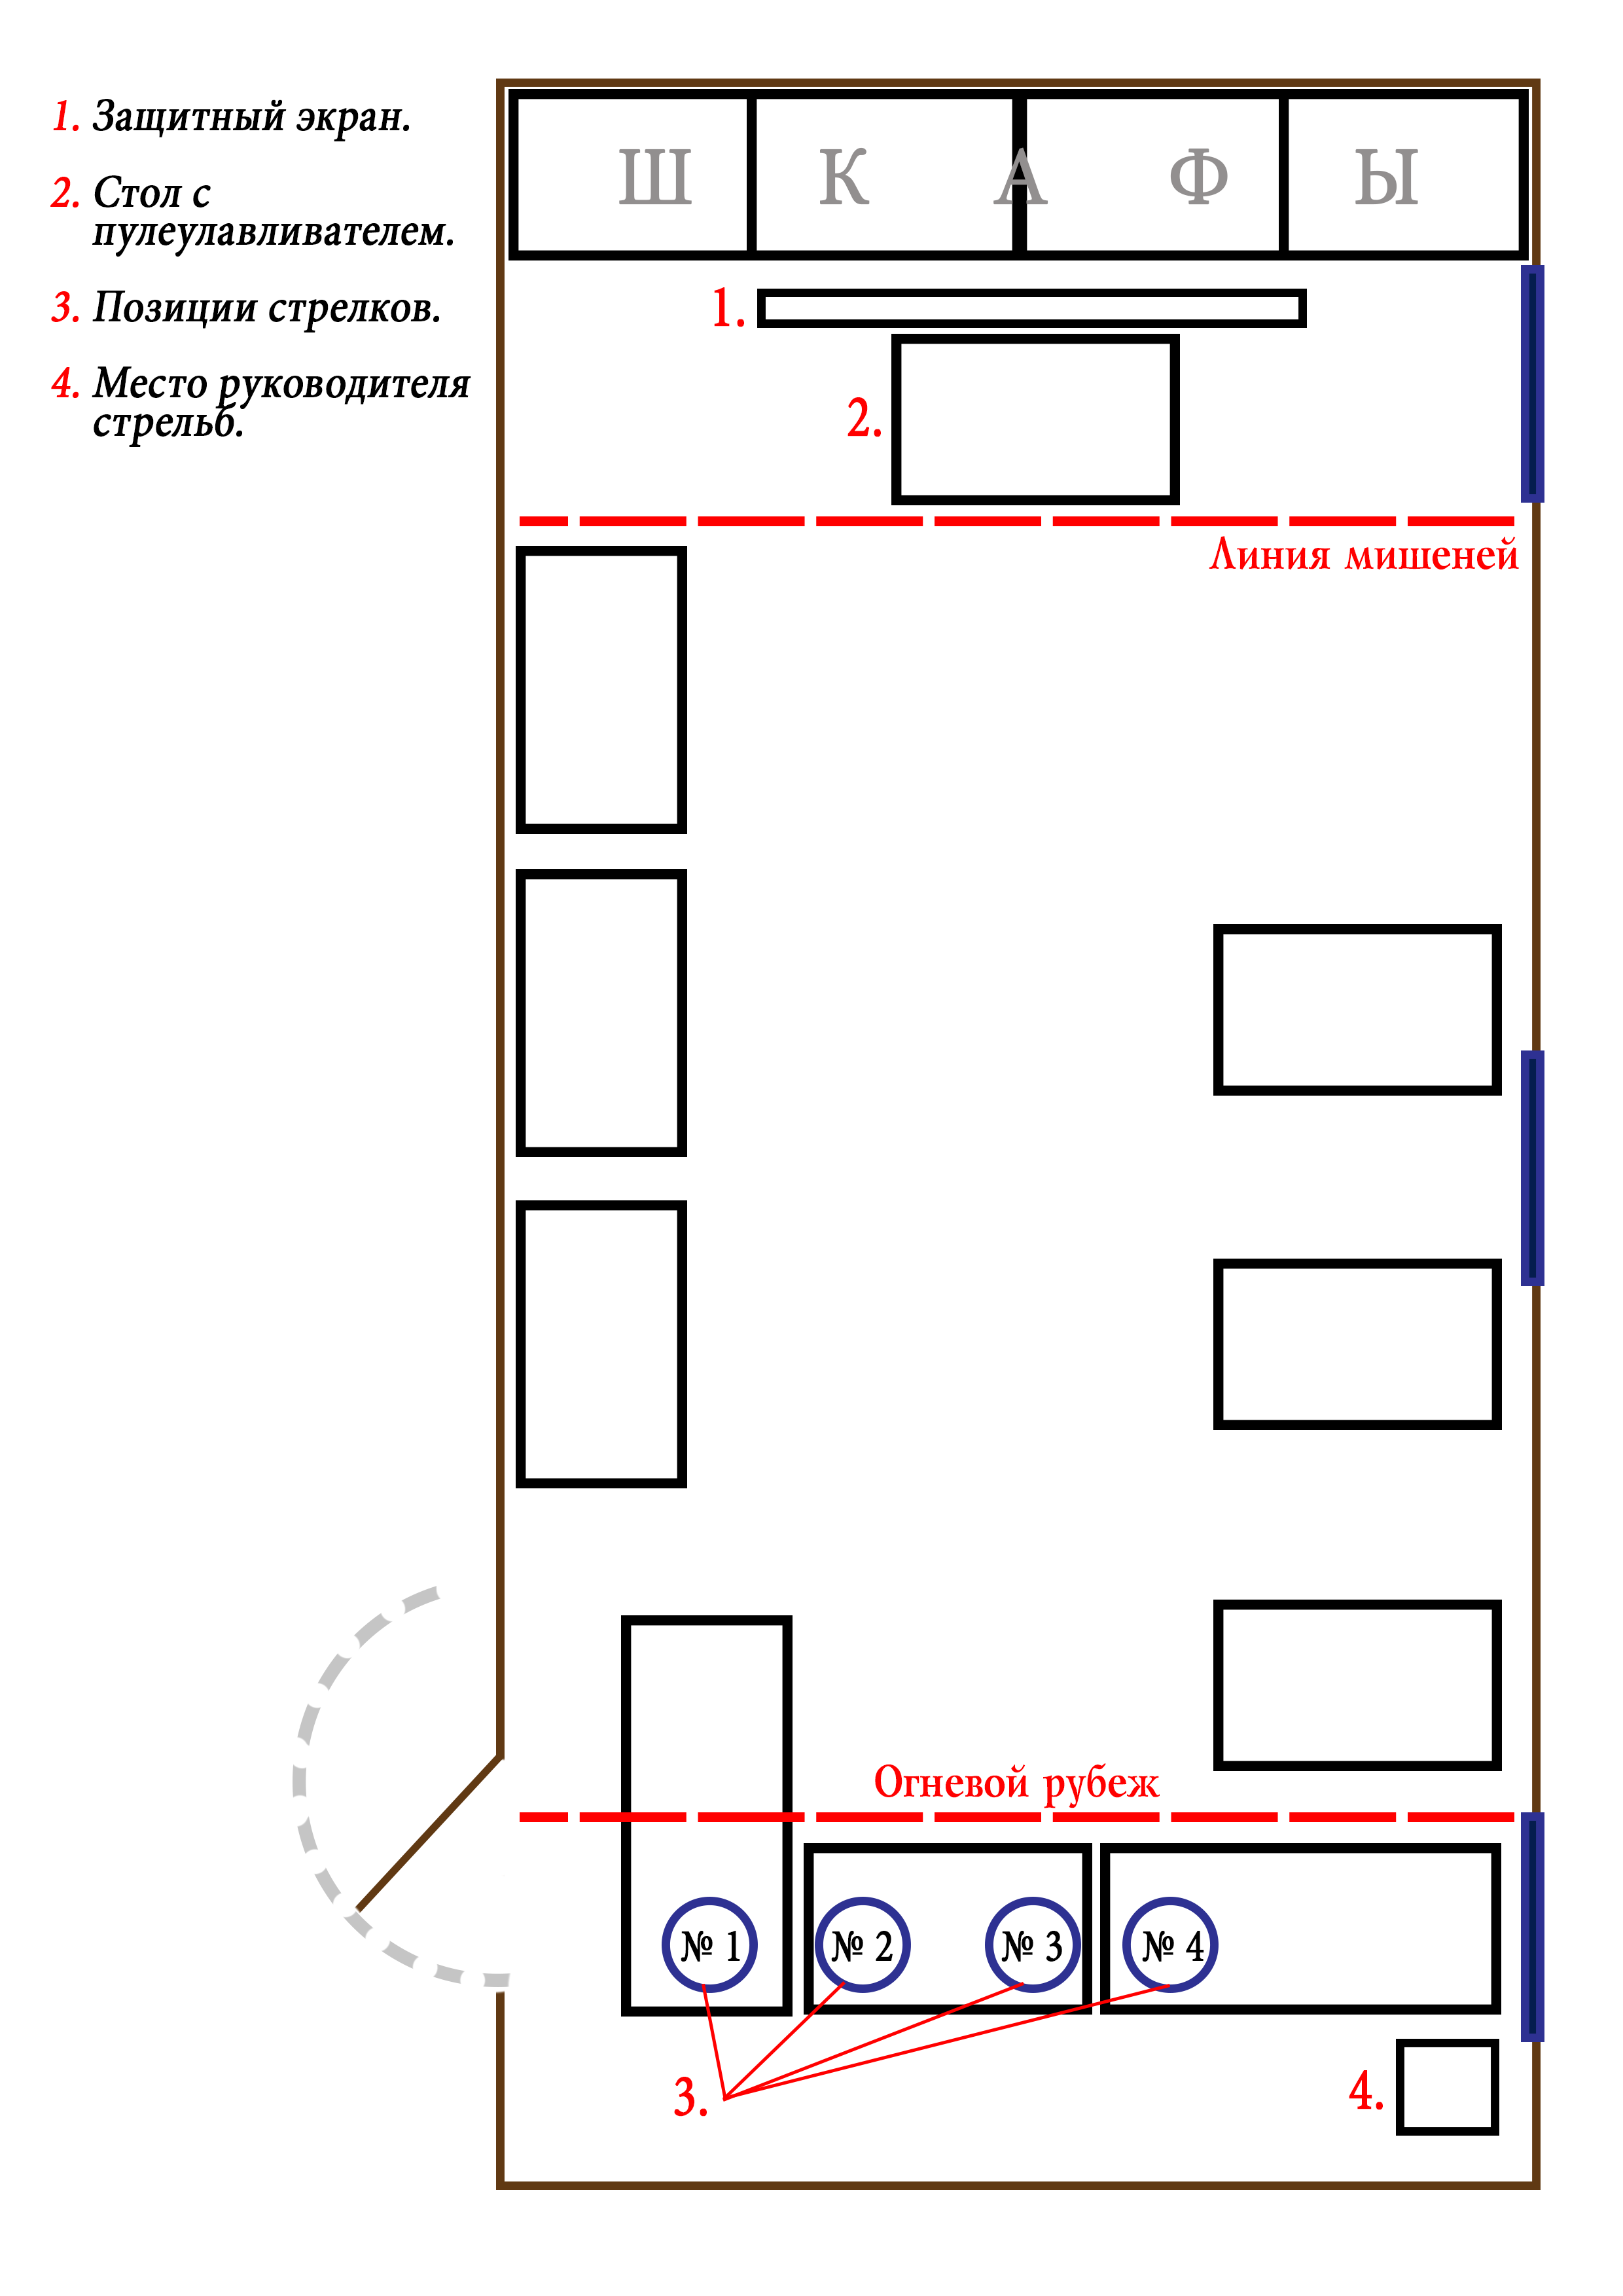 1. Защитный экран.
2. Стол с
пулеулавливателем.
3. Позиции стрелков.
4. Место руководителя
стрельб.
Ш К А Ф Ы
1.
2.
Линия мишеней
Огневой рубеж
№ 1 № 2 № 3 № 4
3.
4.